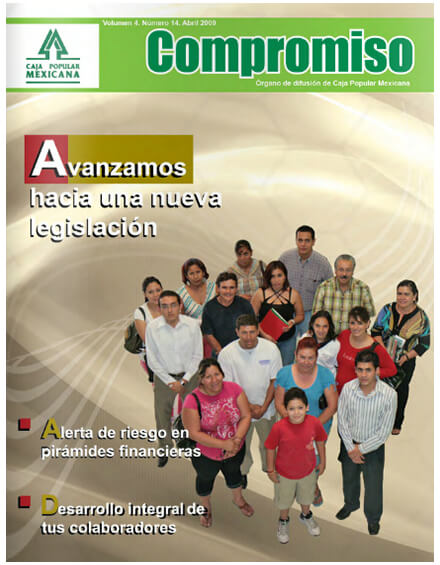 Volumen 4. Número 14. Abril 2009
CAJA POPULAR
MEXICANA
Compromiso
Órgano de difusión de Caja Popular Mexicana
Avanzamos
hacia una nueva
legislación
Alerta de riesgo en
pirámides financieras
Desarrollo integral de
tus colaboradores